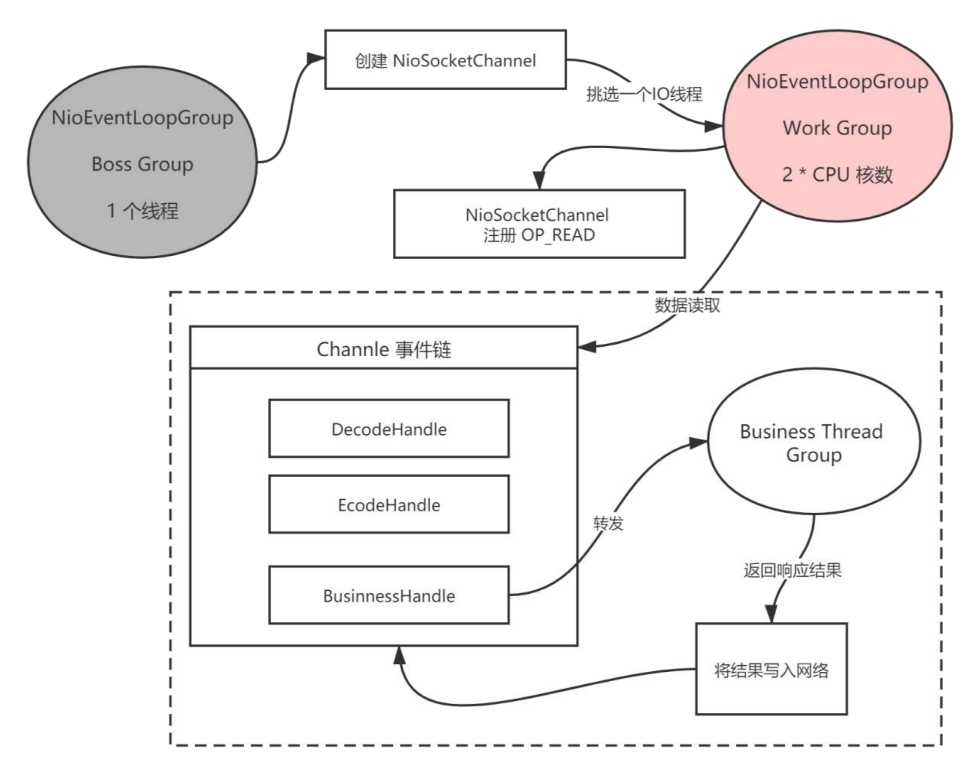 创建 NioSocketChannel
NioEventLoopGroup
Boss Group
1 个线程
挑选一个IO线程
NioEventLoopGroup
Work Group
2 * CPU 核数
NioSocketChannel
注册 OP_READ
数据读取
Channle 事件链
DecodeHandle
EcodeHandle
BusinnessHandle
转发
Business Thread
Group
返回响应结果
将结果写入网络